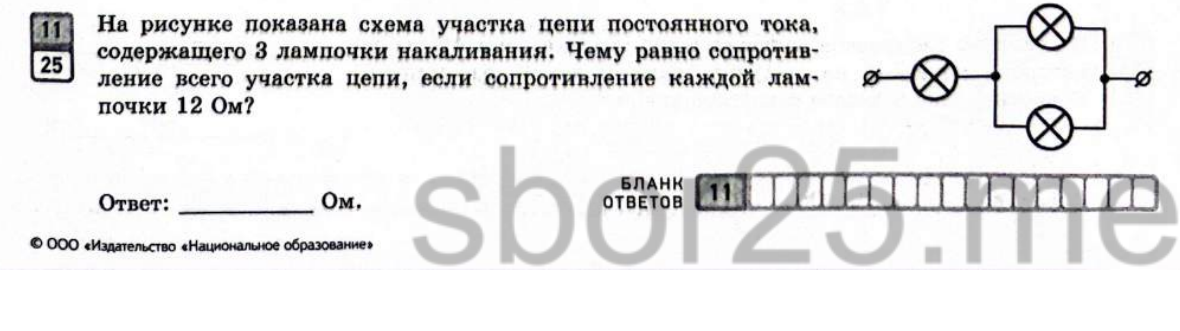 11
25
На рисунке показана схема участка цепи постоянного тока,
содержащего 3 лампочки накаливания. Чему равно сопротив-
ление всего участка цепи, если сопротивление каждой лам-
почки 12 Ом?
Ответ: __________ Ом.
БЛАНК
ОТВЕТОВ
11
© ООО «Издательство «Национальное образование»
sbor25.me